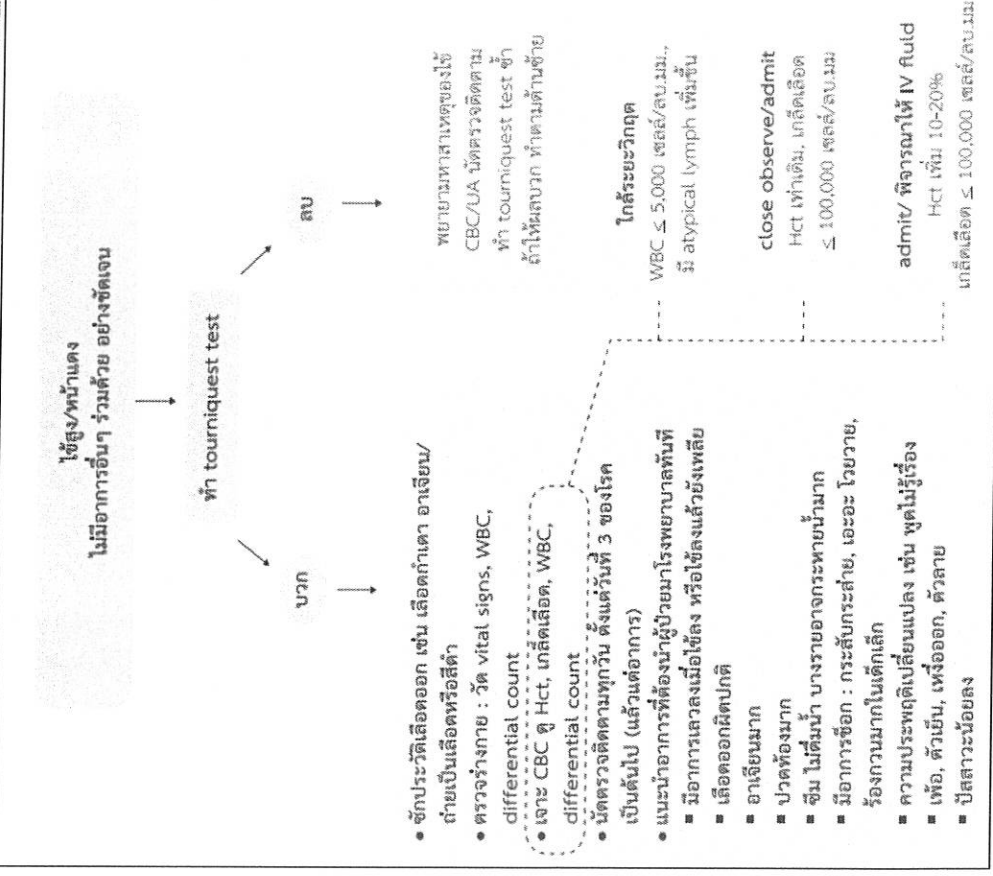 ไข้สูง/หน้าแดง
ไม่มีอาการอื่นๆ ร่วมด้วย อย่างชัดเจน
ทำ tourniquest test
บวก
ลบ
• ซักประวัติเลือดออก เช่น เลือดกำเดา อาเจียน/
ถ่ายเป็นเลือดหรือสีดำ
• ตรวจร่างกาย : วัด vital signs, WBC,
differential count
• เจาะ CBC ดู Hct, เกล็ดเลือด, WBC,
differential count
• นัดตรวจติดตามทุกวัน ตั้งแต่วันที่ 3 ของโรค
เป็นต้นไป (แล้วแต่อาการ)
• แนะนำอาการที่ต้องนำผู้ป่วยมาโรงพยาบาลทันที
▪ มีอาการเลวลงเมื่อไข้ลง หรือไข้ลงแล้วยังเพลีย
▪ เลือดออกผิดปกติ
▪ อาเจียนมาก
▪ ปวดท้องมาก
▪ ซึม ไม่ดื่มน้ำ บางรายอาจกระหายน้ำมาก
▪ มีอาการช็อก : กระสับกระส่าย, เอะอะ โวยวาย,
ร้องกวนมากในเด็กเล็ก
▪ ความประพฤติเปลี่ยนแปลง เช่น พูดไม่รู้เรื่อง
▪ เพ้อ, ตัวเย็น, เหงื่อออก, ตัวลาย
▪ ปัสสาวะน้อยลง
พยายามหาสาเหตุของไข้
CBC/UA นัดตรวจติดตาม
ทำ tourniquest test ซ้ำ
ถ้าให้ผลบวก ทำตามด้านซ้าย
ใกล้ระยะวิกฤต
WBC ≤ 5,000 เซลล์/ลบ.มม.,
มี atypical lymph เพิ่มขึ้น
close observe/admit
Hct เท่าเดิม, เกล็ดเลือด
≤ 100,000 เซลล์/ลบ.มม
admit/ พิจารณาให้ IV fluid
Hct เพิ่ม 10-20%
เกล็ดเลือด ≤ 100,000 เซลล์/ลบ.มม